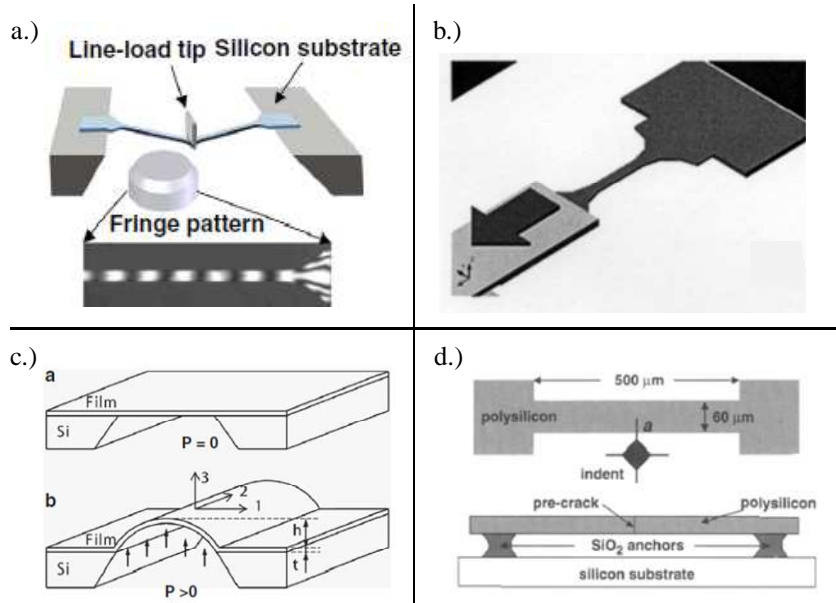 a.)
Line-load tip Silicon substrate
Fringe pattern
b.)
c.)
a
Film
Si
P = 0
b
3
2
1
h
Film
Si
t
P >0
d.)
500 μm
polysilicon
60 μm
a
indent
pre-crack
polysilicon
SiO₂ anchors
silicon substrate